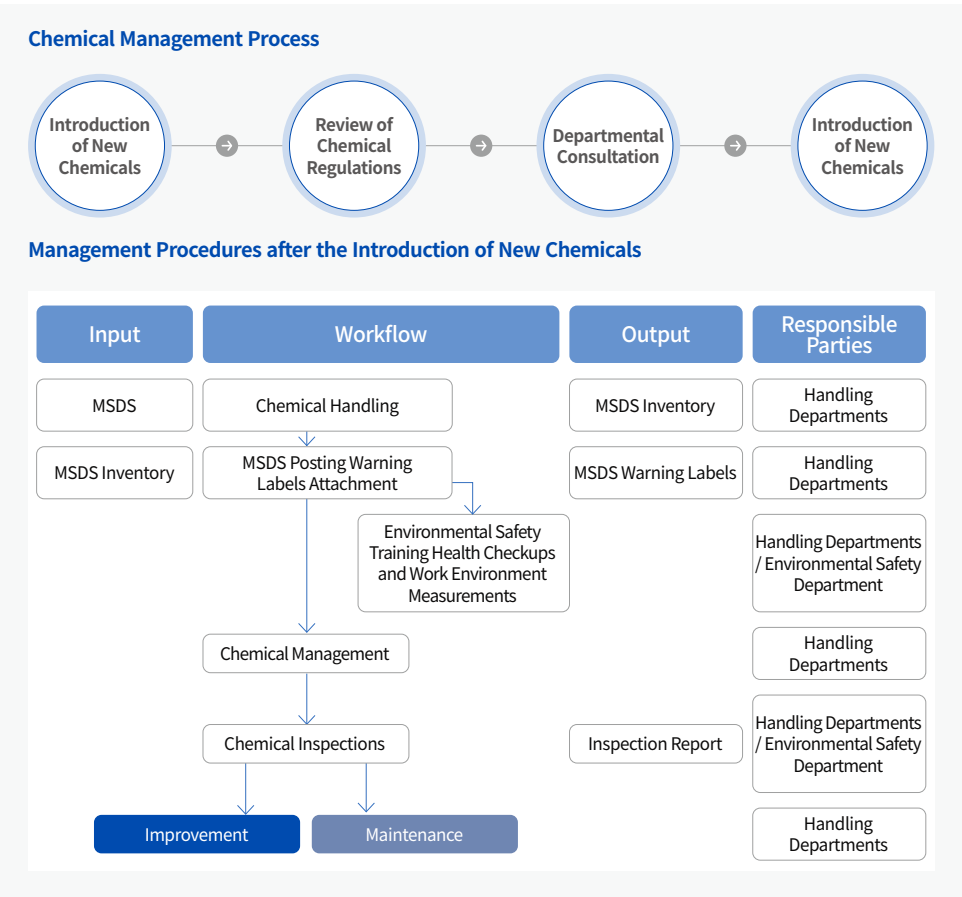 Chemical Management Process
Introduction
of New
Chemicals
Review of
Chemical
Regulations
Departmental
Consultation
Introduction
of New
Chemicals
Management Procedures after the Introduction of New Chemicals
Input
Workflow
Output
Responsible
Parties
MSDS
Chemical Handling
MSDS Inventory
Handling
Departments
MSDS Inventory
MSDS Posting Warning
Labels Attachment
MSDS Warning Labels
Handling
Departments
Environmental Safety
Training Health Checkups
and Work Environment
Measurements
Handling Departments
/ Environmental Safety
Department
Chemical Management
Handling
Departments
Chemical Inspections
Inspection Report
Handling Departments
/ Environmental Safety
Department
Improvement
Maintenance
Handling
Departments